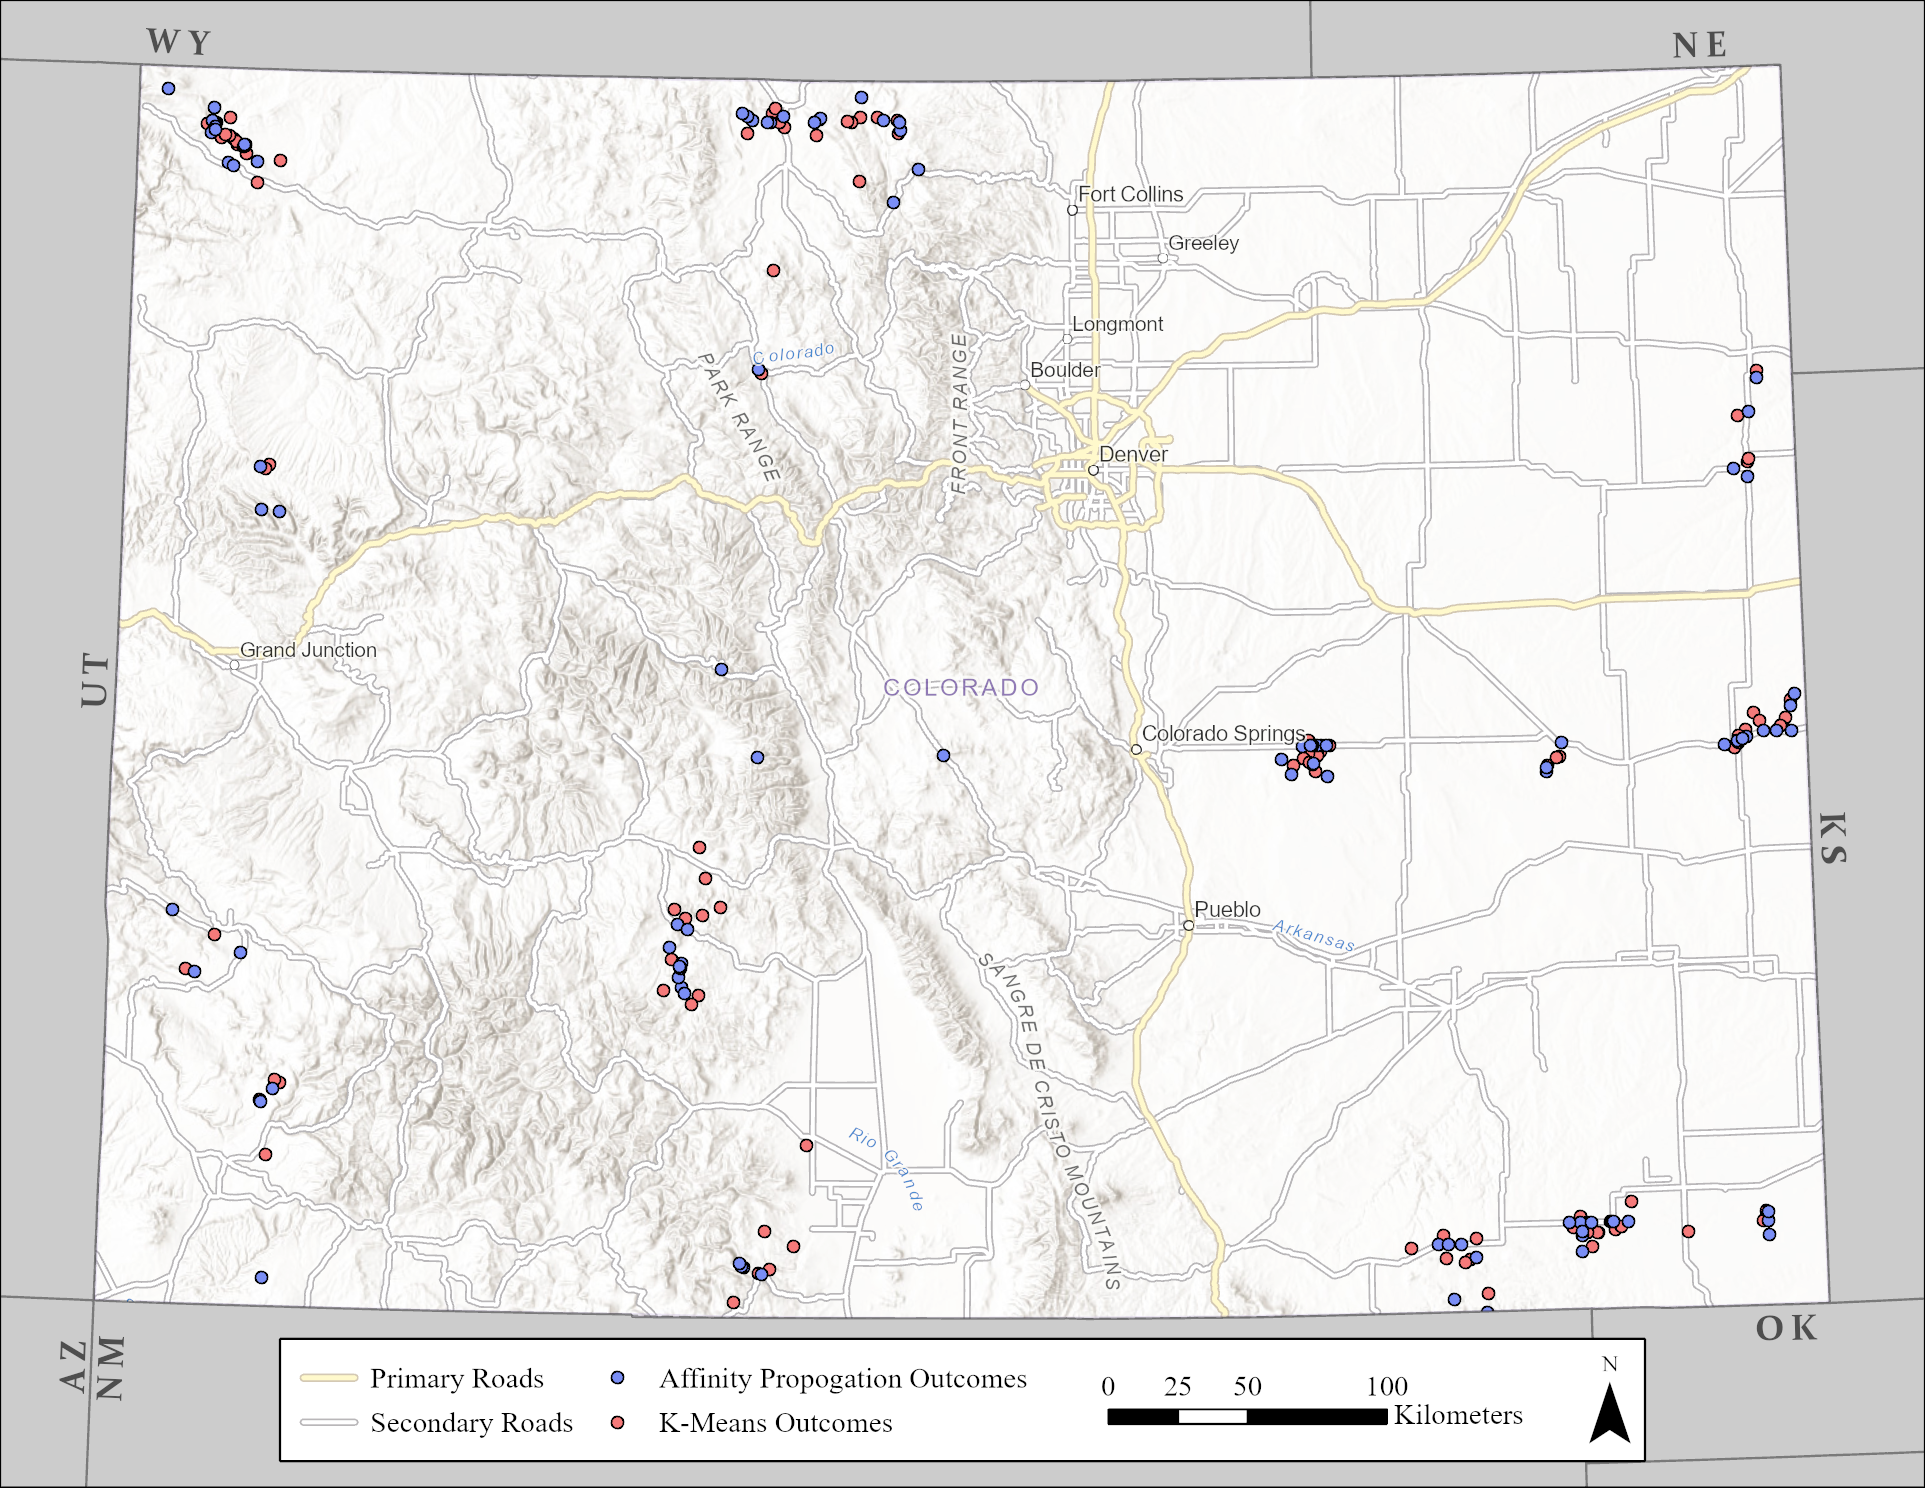 WY
NE
Fort Collins
Greeley
Longmont
Colorado
Boulder
PARK RANGE
FRONT RANGE
Denver
Grand Junction
UT
COLORADO
Colorado Springs
KS
Pueblo
Arkansas
SANGRE DE CRISTO MOUNTAINS
Rio Grande
OK
AZ
NM
Primary Roads
Secondary Roads
Affinity Propogation Outcomes
K-Means Outcomes
0 25 50 100
Kilometers
N